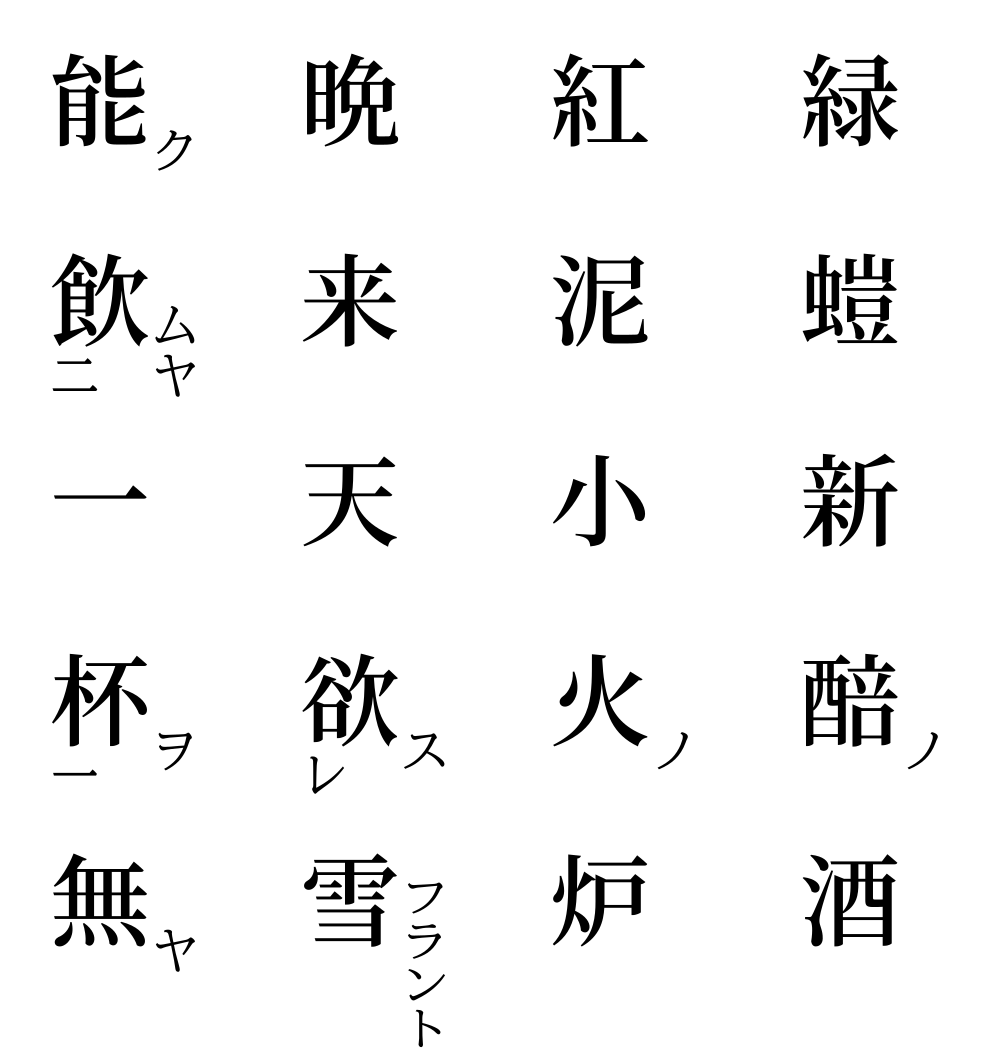 緑螘新醅ノ酒
紅泥小火ノ炉
晩来天欲スレ雪フラント
能ク飲ムヤ二一杯ヲ一無ヤ